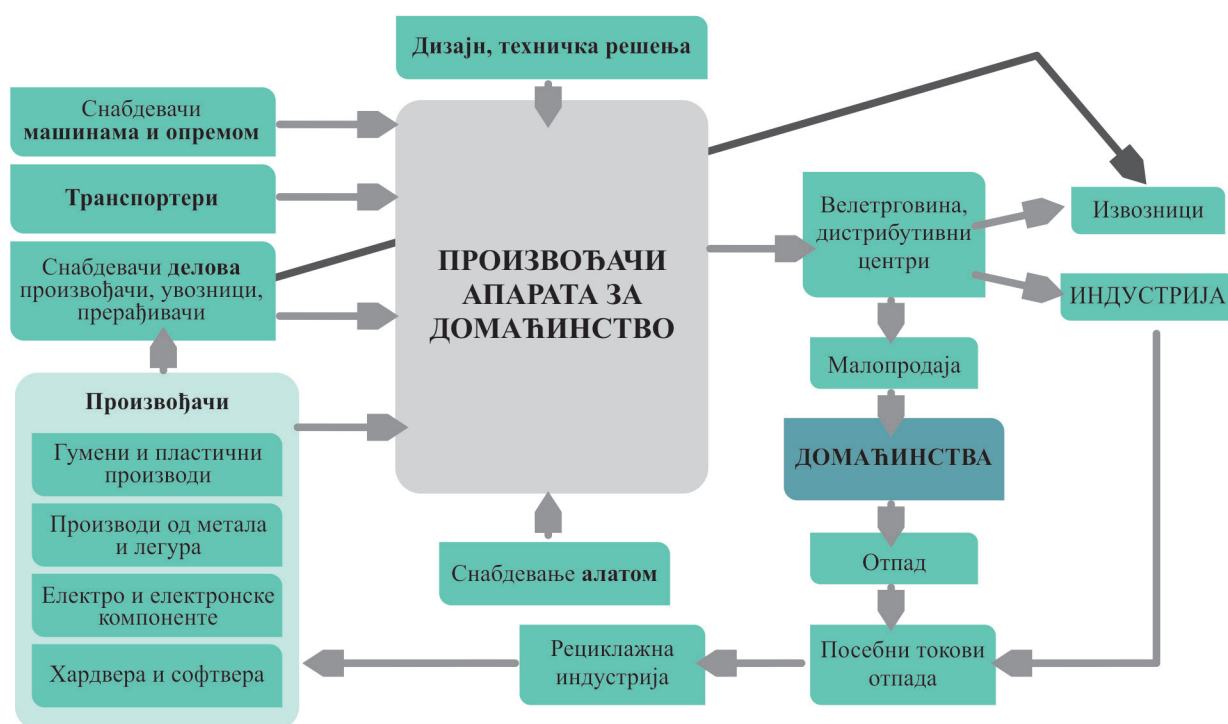 Дизајн, техничка решења
Снабдевачи
машинама и опремом
Транспортери
Снабдевачи делова
произвођачи, увозници,
прерађивачи
Произвођачи
Гумени и пластични
производи
Производи од метала
и легура
Електро и електронске
компоненте
Хардвера и софтвера
ПРОИЗВОЂАЧИ
АПАРАТА ЗА
ДОМАЋИНСТВО
Снабдевање алатом
Велетрговина,
дистрибутивни
центри
Извозници
ИНДУСТРИЈА
Малопродаја
ДОМАЋИНСТВА
Отпад
Посебни токови
отпада
Рециклажна
индустрија